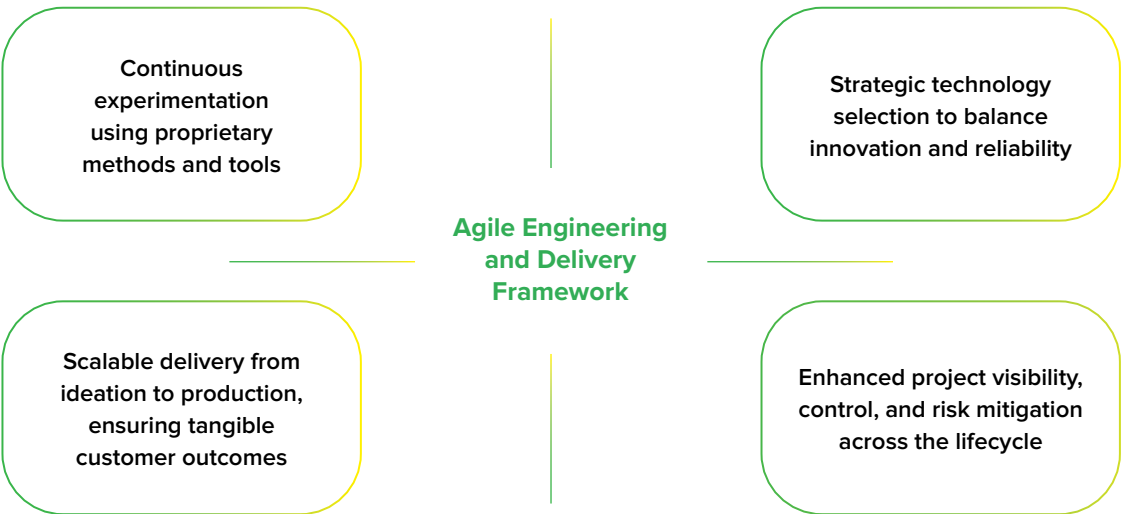 Continuous
experimentation
using proprietary
methods and tools
Strategic technology
selection to balance
innovation and reliability
Agile Engineering
and Delivery
Framework
Scalable delivery from
ideation to production,
ensuring tangible
customer outcomes
Enhanced project visibility,
control, and risk mitigation
across the lifecycle